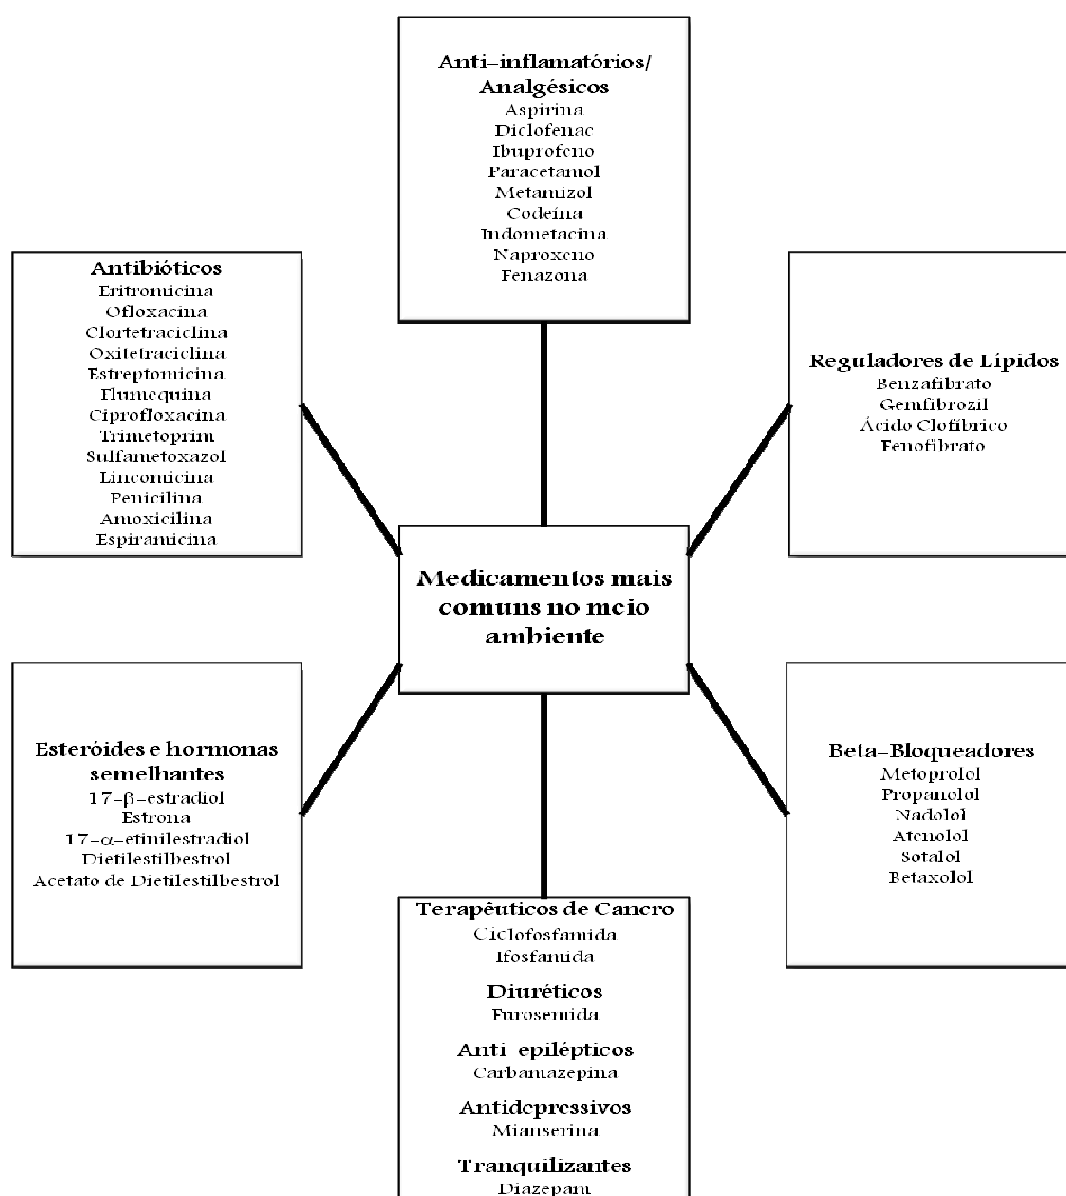 Anti-inflamatórios/
Analgésicos
Aspirina
Diclofenac
Ibuprofeno
Paracetamol
Metamizol
Codeína
Indometacina
Naproxeno
Fenazona
Antibióticos
Eritromicina
Ofloxacina
Clortetraciclina
Oxitetraciclina
Estreptomicina
Flumequina
Ciprofloxacina
Trimetoprim
Sulfametoxazol
Lincomicina
Penicilina
Amoxicilina
Espiramicina
Reguladores de Lípidos
Benzafibrato
Gemfibrozil
Ácido Clofíbrico
Fenofibrato
Medicamentos mais
comuns no meio
ambiente
Esteróides e hormonas
semelhantes
17-β-estradiol
Estrona
17-α-etinilestradiol
Dietilestilbestrol
Acetato de Dietilestilbestrol
Beta-Bloqueadores
Metoprolol
Propanolol
Nadolol
Atenolol
Sotalol
Betaxolol
Terapêuticos de Cancro
Ciclofosfamida
Ifosfamida
Diuréticos
Furosemida
Anti-epilépticos
Carbamazepina
Antidepressivos
Mianserina
Tranquilizantes
Diazepam